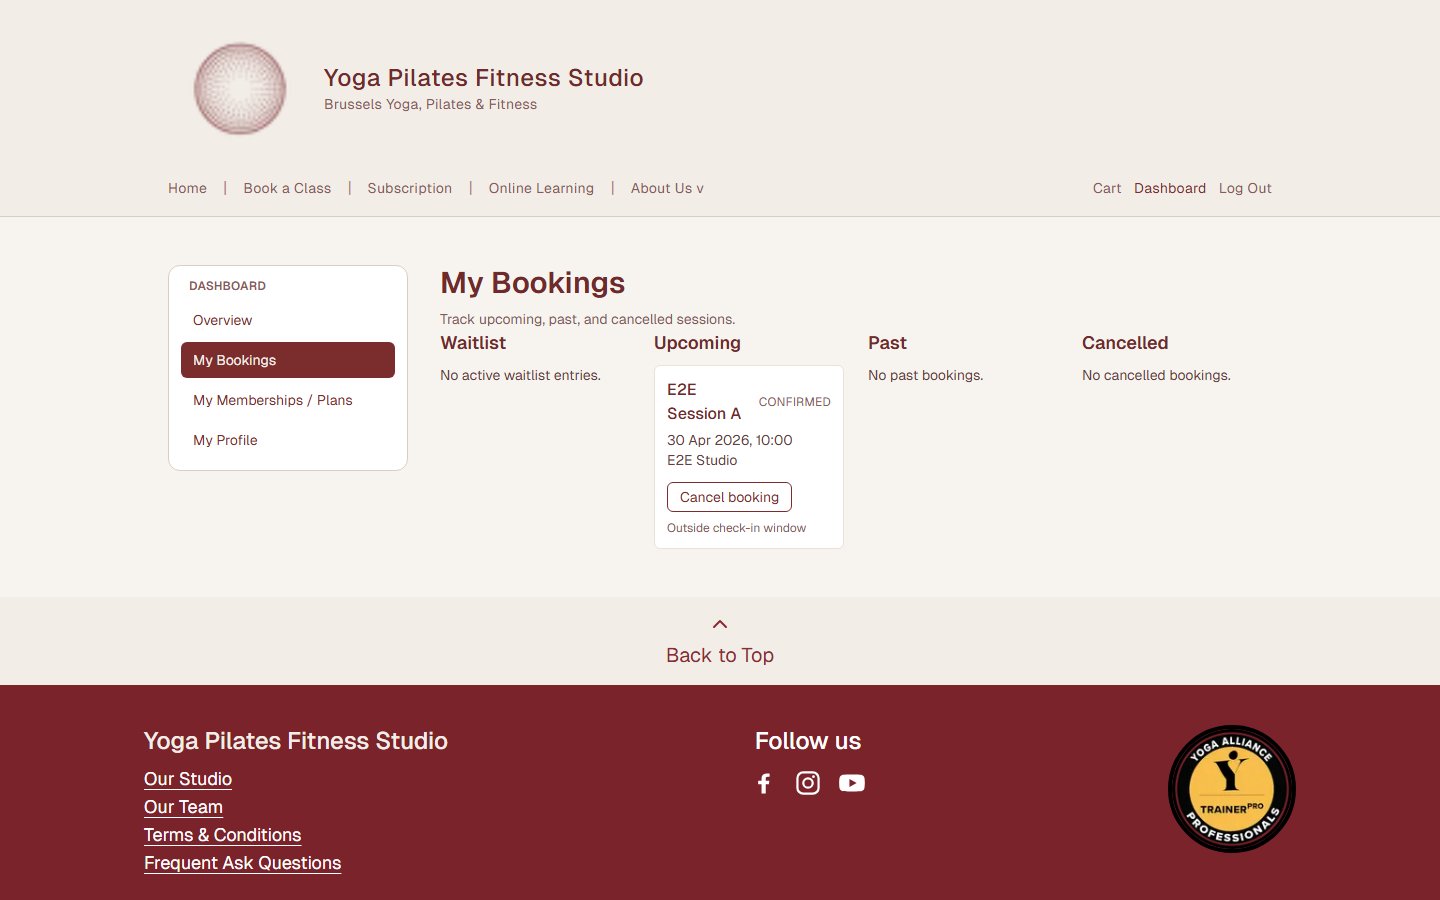 Yoga Pilates Fitness Studio
Brussels Yoga, Pilates & Fitness
Home | Book a Class | Subscription | Online Learning | About Us v
Cart Dashboard Log Out
DASHBOARD
Overview
My Bookings
My Memberships / Plans
My Profile
My Bookings
Track upcoming, past, and cancelled sessions.
Waitlist
No active waitlist entries.
Upcoming
E2E
Session A
CONFIRMED
30 Apr 2026, 10:00
E2E Studio
Cancel booking
Outside check-in window
Past
No past bookings.
Cancelled
No cancelled bookings.
Back to Top
Yoga Pilates Fitness Studio
Our Studio
Our Team
Terms & Conditions
Frequent Ask Questions
Follow us
YOGA ALLIANCE
TRAINER PRO
PROFESSIONALS